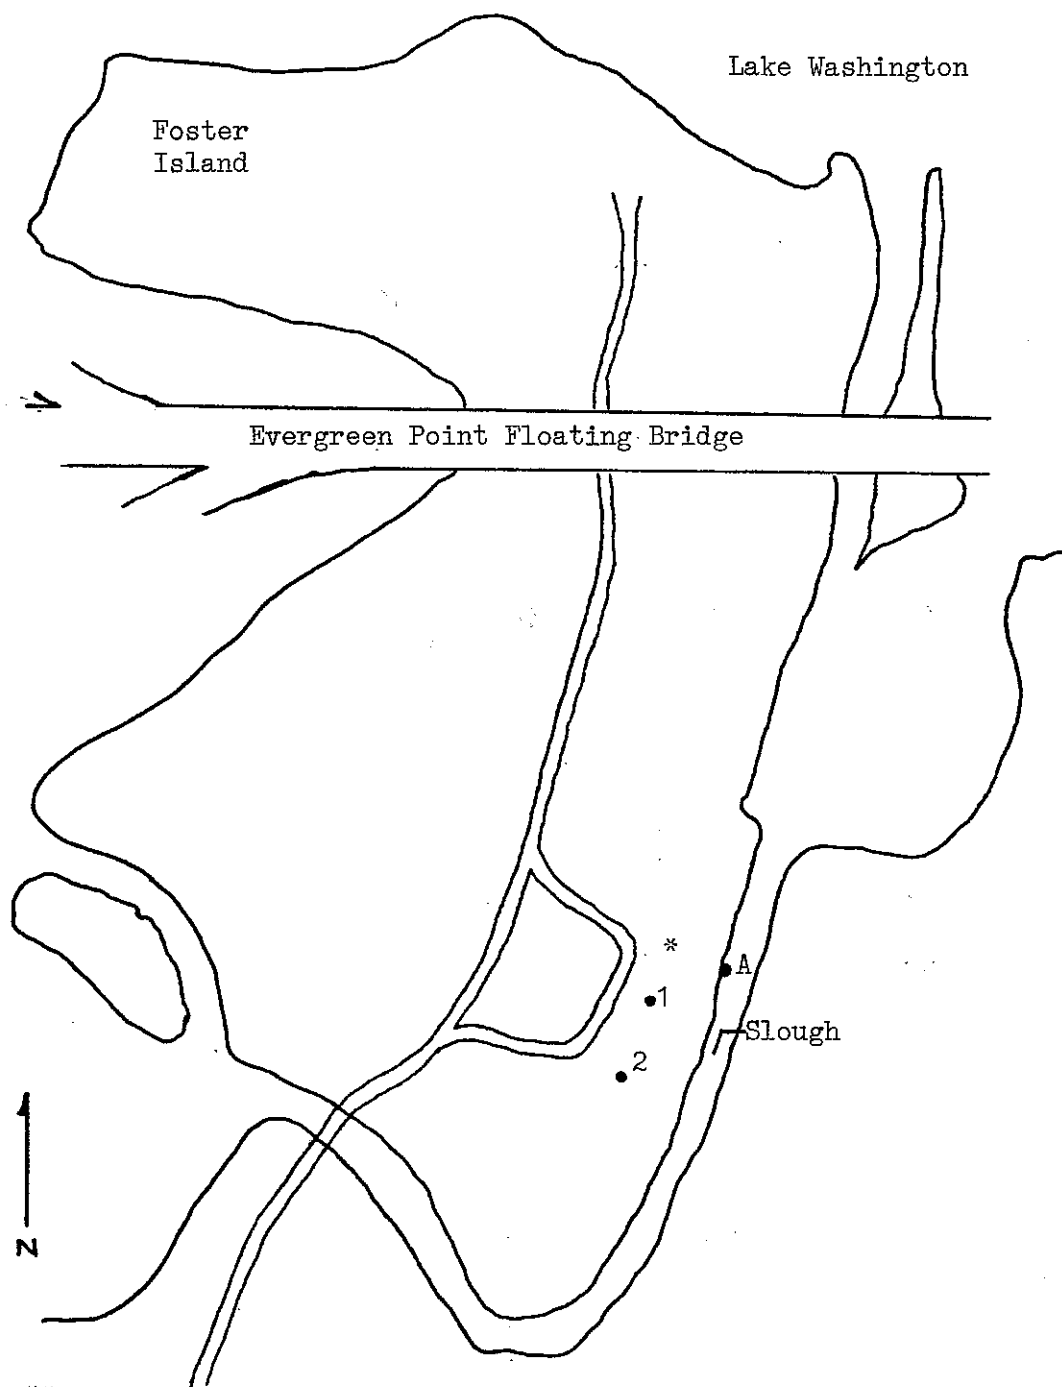 Lake Washington
Foster
Island
Evergreen Point Floating Bridge
*
A
1
Slough
2
N